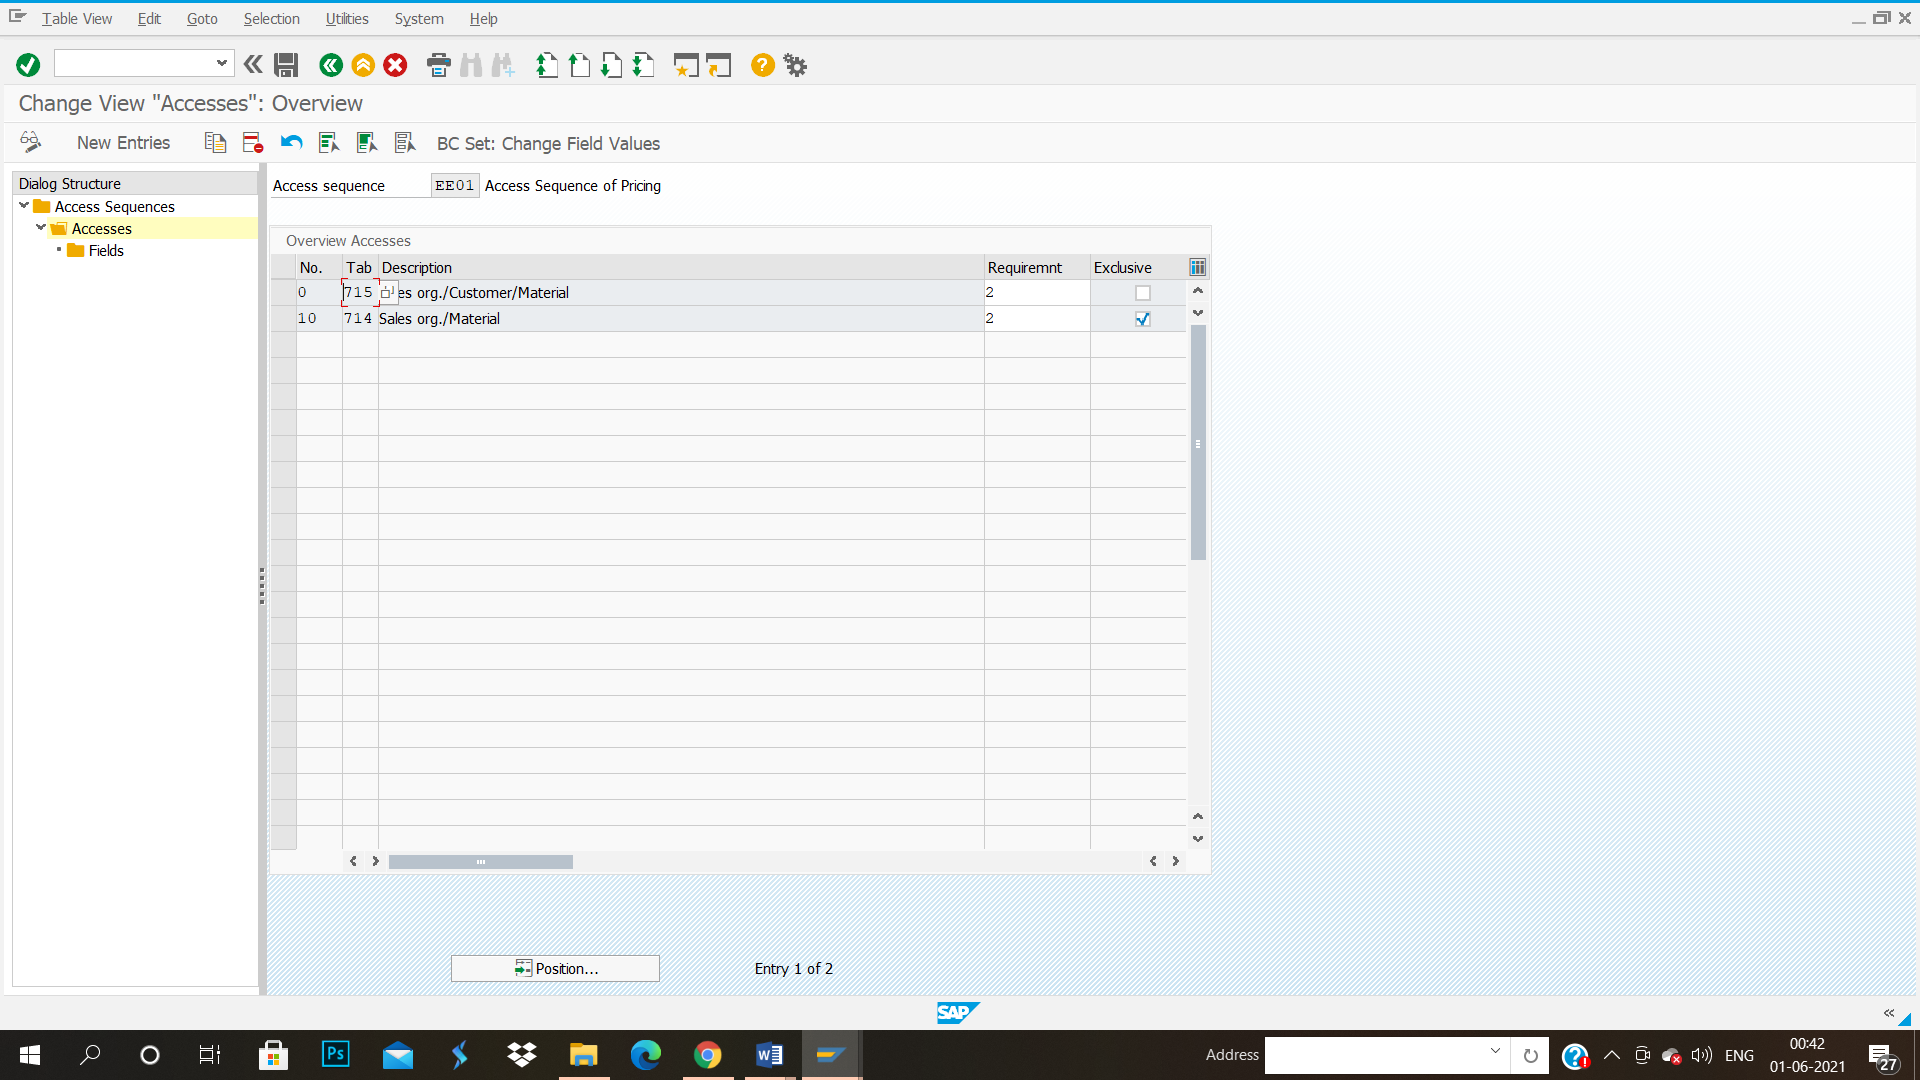 Table View Edit Goto Selection Utilities System Help
Change View "Accesses": Overview
New Entries BC Set: Change Field Values
Dialog Structure
Access Sequences
Accesses
Fields
Access sequence EE01 Access Sequence of Pricing
Overview Accesses
No. Tab Description Requiremnt Exclusive
0 715 es org./Customer/Material 2
10 714 Sales org./Material 2
Position... Entry 1 of 2
SAP
Ps
Address
ENG
00:42
01-06-2021
27